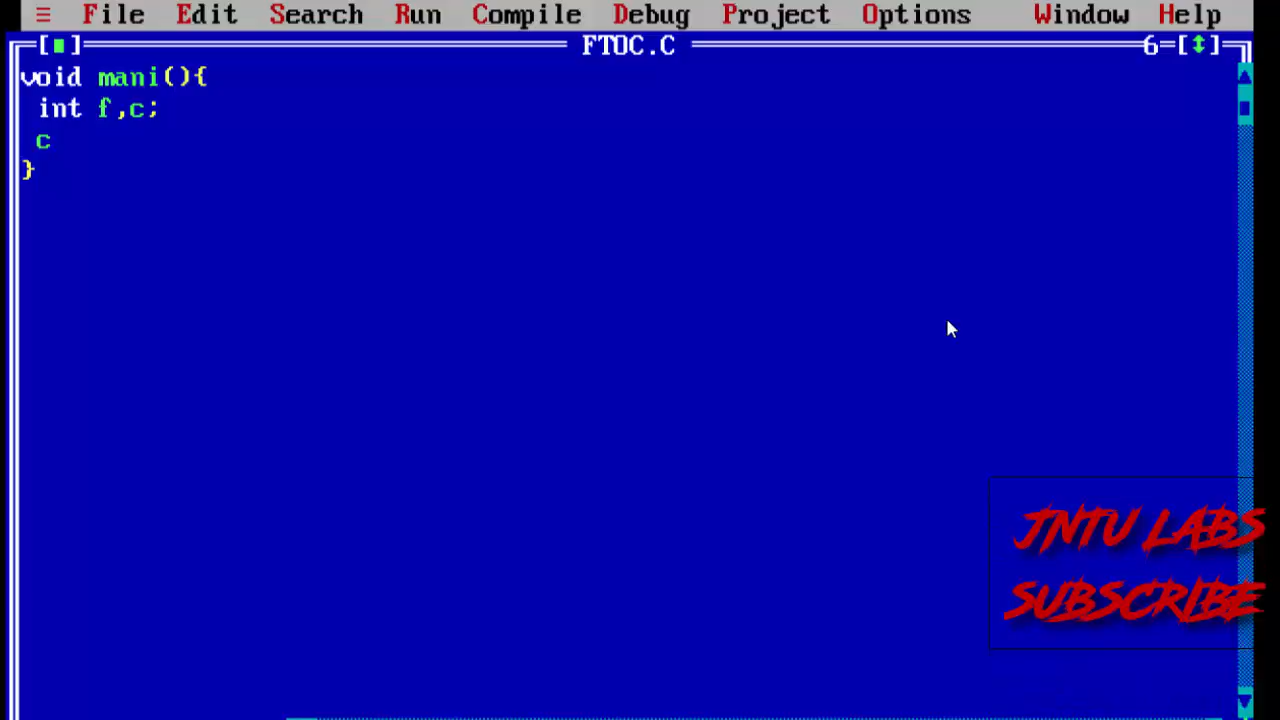 ≡ File Edit Search Run Compile Debug Project Options Window Help
[■] FTOC.C 6=[↕]
void mani(){
int f,c;
c
}
JNTU LABS
SUBSCRIBE